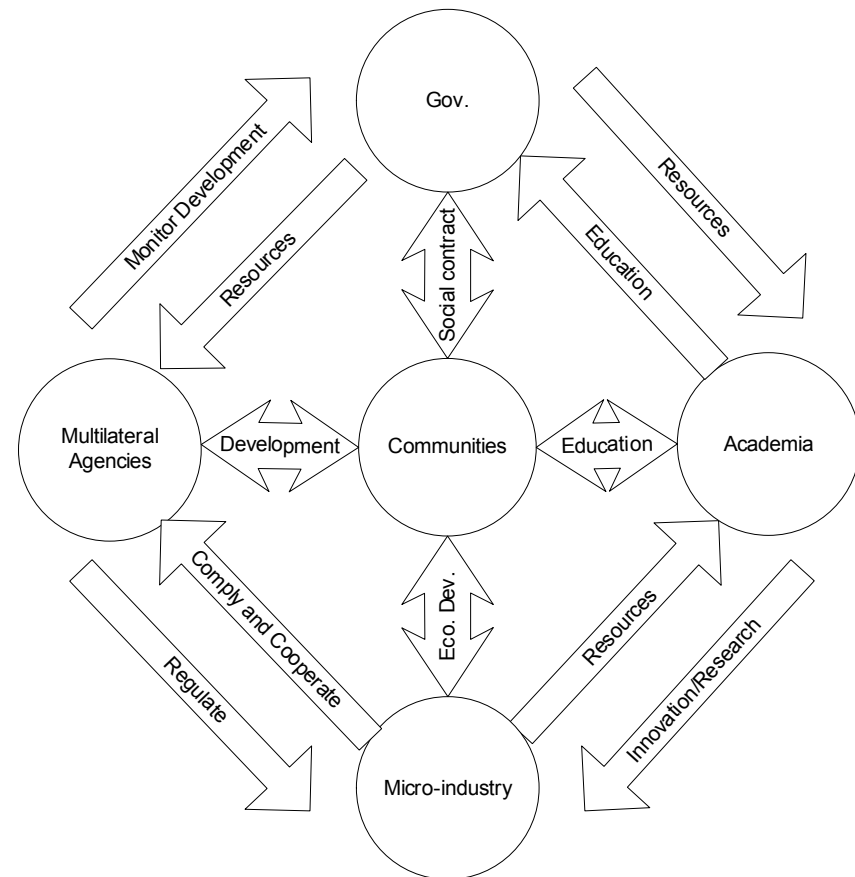 Gov.
Monitor Development
Resources
Social contract
Education
Resources
Multilateral
Agencies
Development
Communities
Education
Academia
Comply and Cooperate
Regulate
Eco. Dev.
Resources
Innovation/Research
Micro-industry